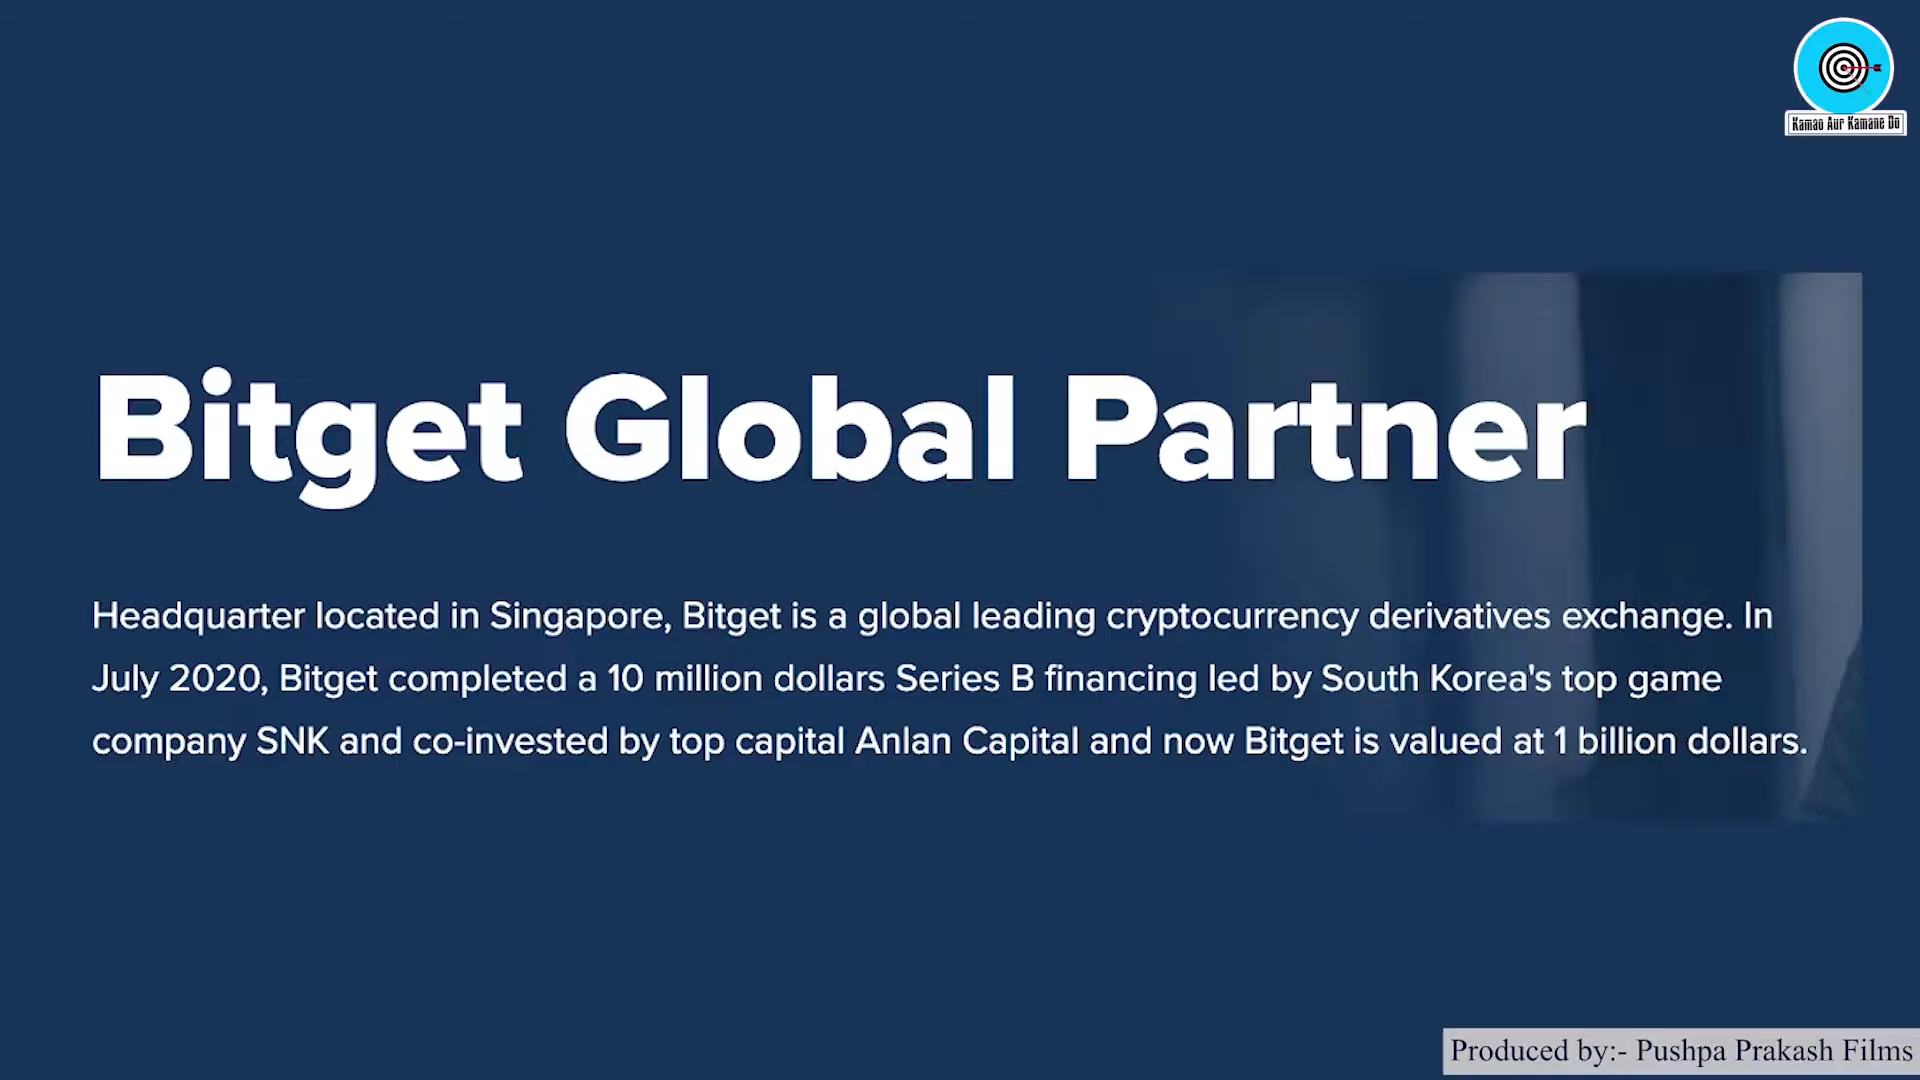 Kamao Aur Kamane Do
Bitget Global Partner
Headquarter located in Singapore, Bitget is a global leading cryptocurrency derivatives exchange. In
July 2020, Bitget completed a 10 million dollars Series B financing led by South Korea's top game
company SNK and co-invested by top capital Anlan Capital and now Bitget is valued at 1 billion dollars.
Produced by:- Pushpa Prakash Films